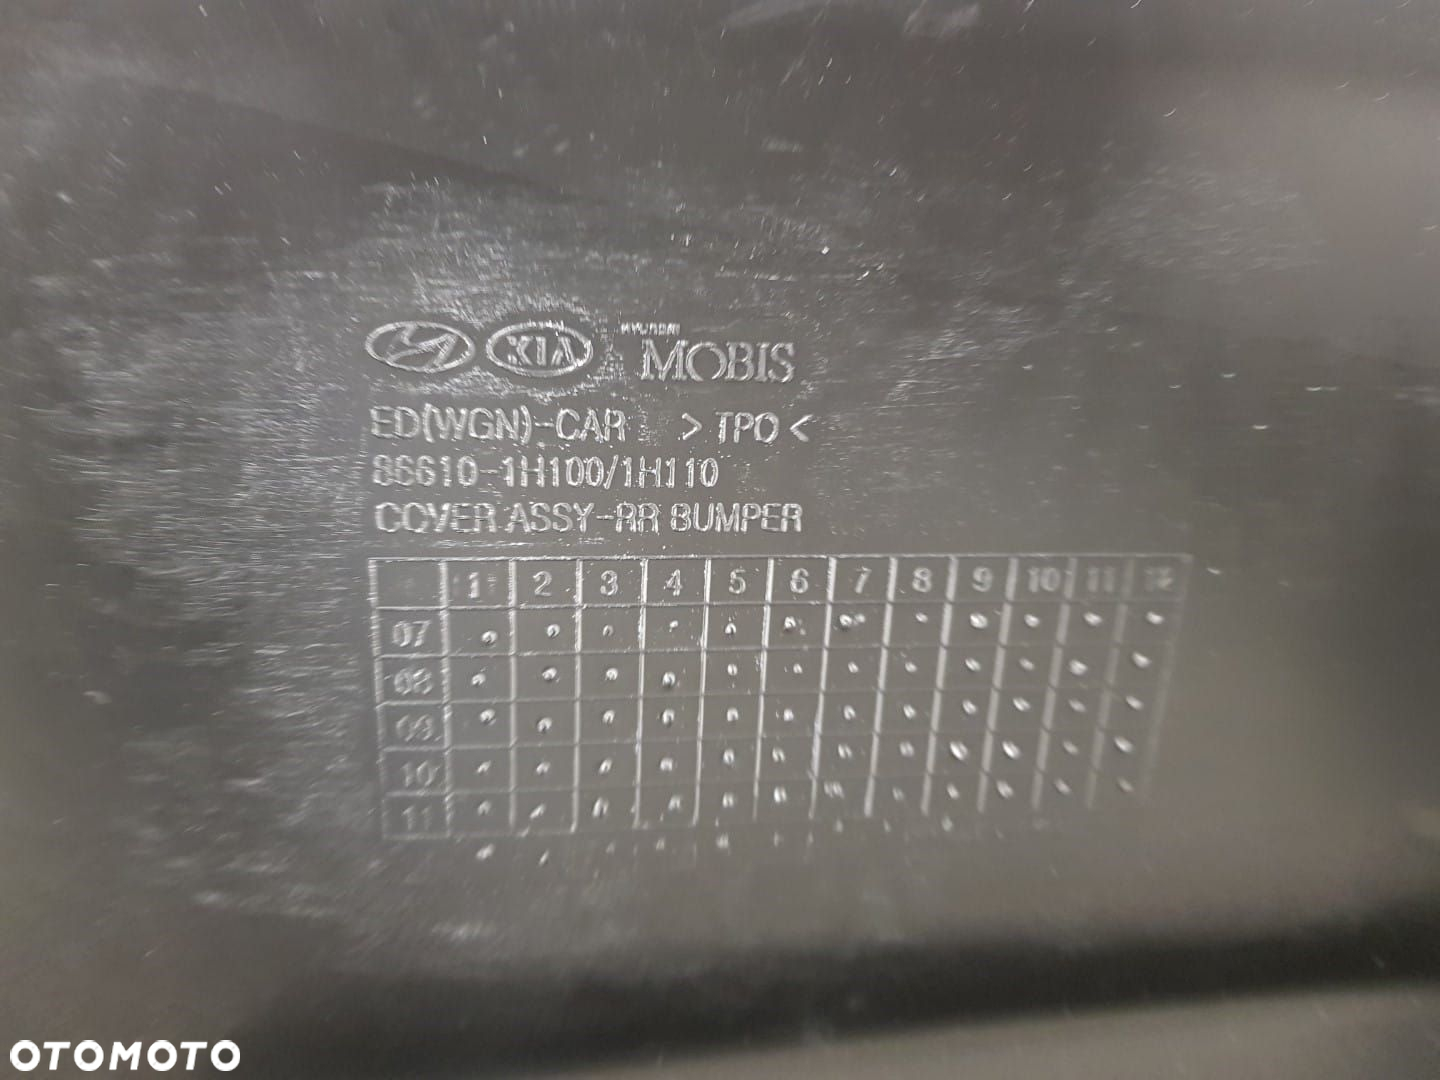 KIA HYUNDAI MOBIS
ED(WGN)-CAR >TPO<
86610-1H100/1H110
COVER ASSY-RR BUMPER
1 2 3 4 5 6 7 8 9 10 11 12
07
08
09
10
11
OTOMOTO